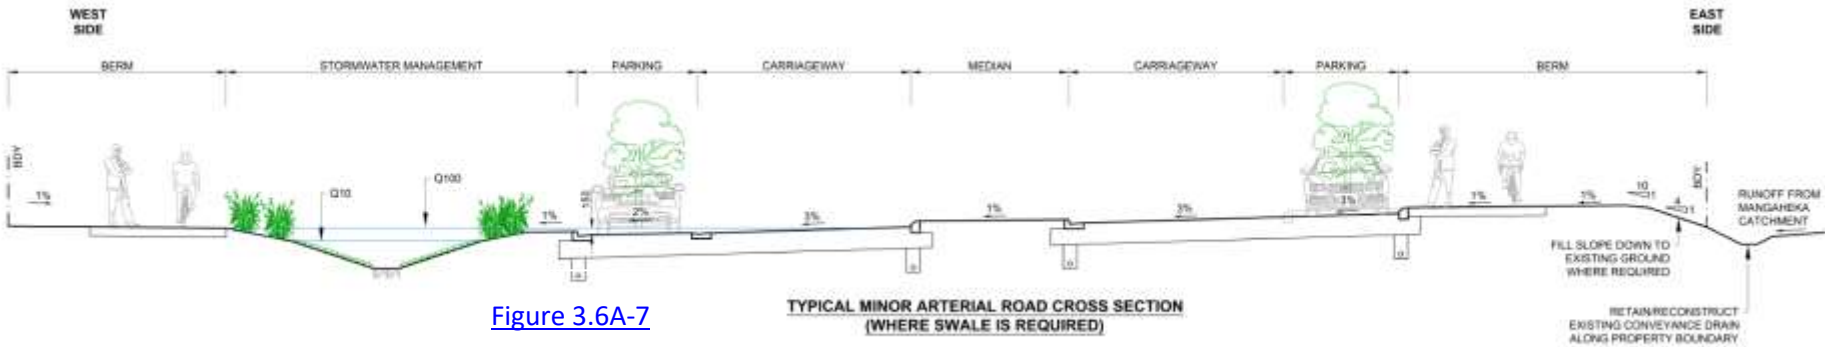 WEST
SIDE
EAST
SIDE
BERM
STORMWATER MANAGEMENT
PARKING
CARRIAGEWAY
MEDIAN
CARRIAGEWAY
PARKING
BERM
BDY
1%
Q10
Q100
1%
2%
3%
1%
3%
3%
1%
1%
10
1
4
1
BDY
RUNOFF FROM
MANGAHEKA
CATCHMENT
FILL SLOPE DOWN TO
EXISTING GROUND
WHERE REQUIRED
RETAIN/RECONSTRUCT
EXISTING CONVEYANCE DRAIN
ALONG PROPERTY BOUNDARY
Figure 3.6A-7
TYPICAL MINOR ARTERIAL ROAD CROSS SECTION
(WHERE SWALE IS REQUIRED)